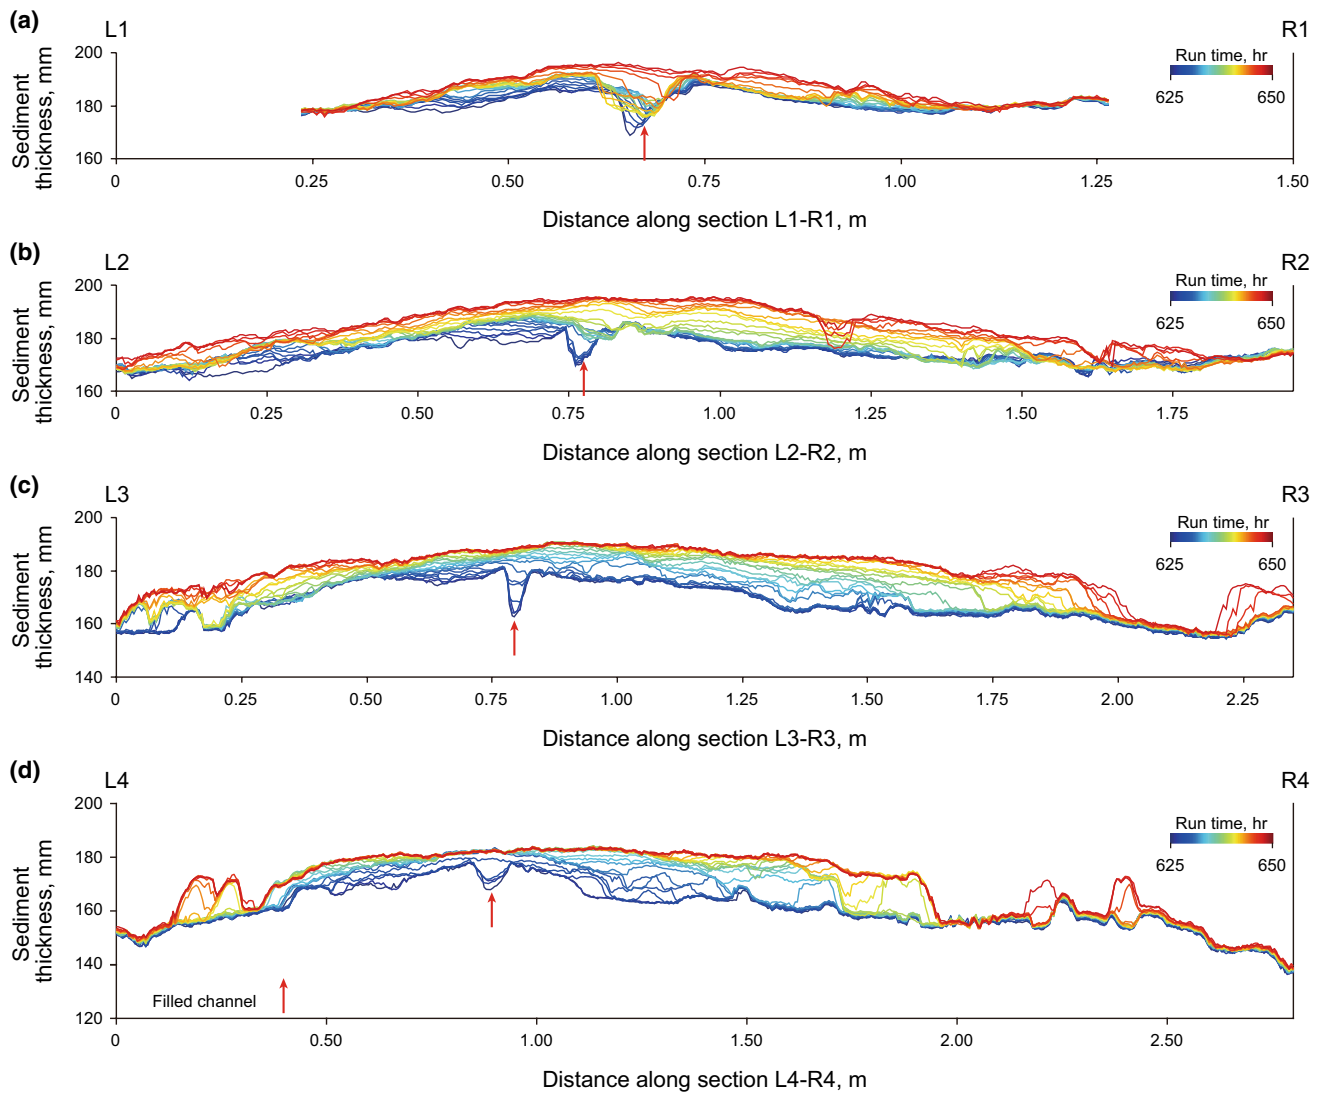 (a)
L1
R1
Sediment
thickness, mm
200
180
160
Run time, hr
625
650
0
0.25
0.50
0.75
1.00
1.25
1.50
Distance along section L1-R1, m
(b)
L2
R2
Sediment
thickness, mm
200
180
160
Run time, hr
625
650
0
0.25
0.50
0.75
1.00
1.25
1.50
1.75
Distance along section L2-R2, m
(c)
L3
R3
Sediment
thickness, mm
200
180
160
140
Run time, hr
625
650
0
0.25
0.50
0.75
1.00
1.25
1.50
1.75
2.00
2.25
Distance along section L3-R3, m
(d)
L4
R4
Sediment
thickness, mm
200
180
160
140
120
Run time, hr
625
650
Filled channel
0
0.50
1.00
1.50
2.00
2.50
Distance along section L4-R4, m